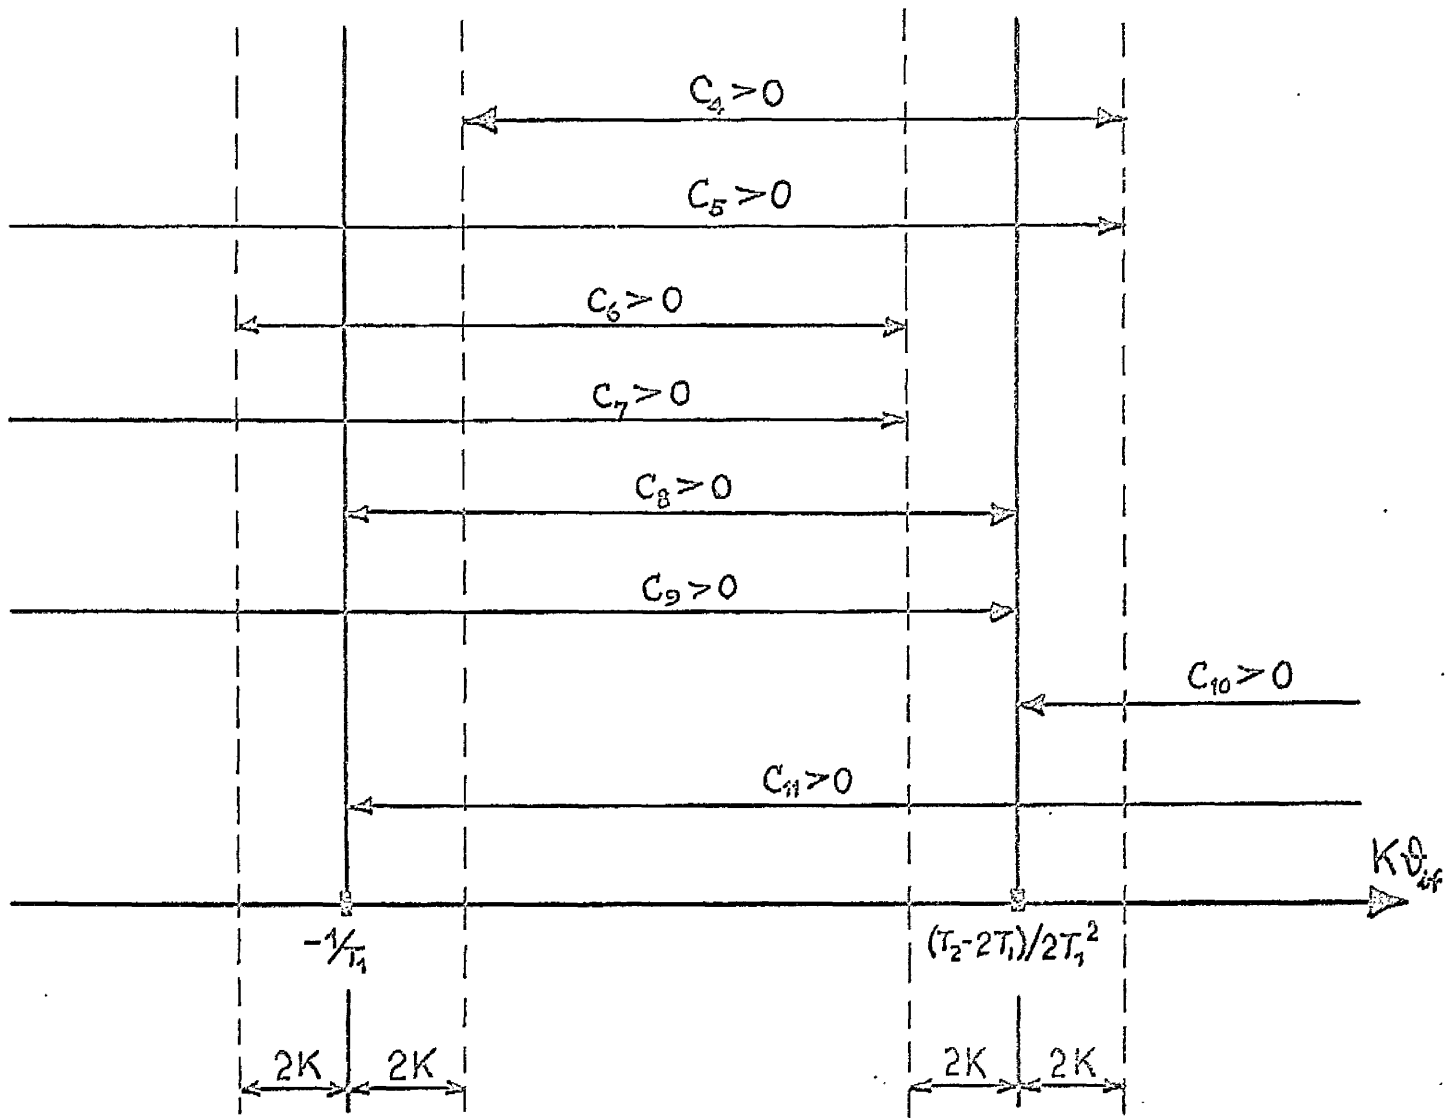 C₄>0
C₅>0
C₆>0
C₇>0
C₈>0
C₉>0
C₁₀>0
C₁₁>0
Kϑᵢf
-1/T₁
(T₂-2T₁)/2T₁²
2K
2K
2K
2K